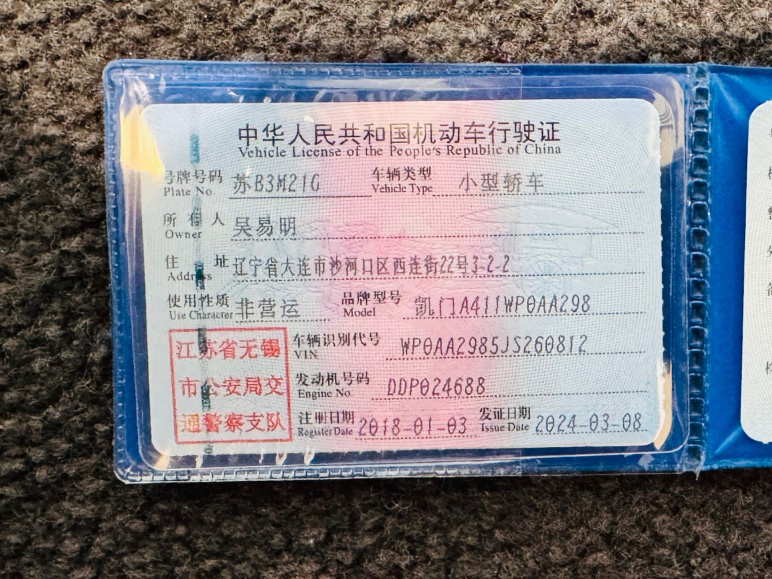 中华人民共和国机动车行驶证
Vehicle License of the People's Republic of China
号牌号码 苏B3M21G 车辆类型 小型轿车
Plate No. Vehicle Type
所有人 吴易明
Owner
住址 辽宁省大连市沙河口区西连街22号3-2-2
Address
使用性质 非营运 品牌型号 凯门A411WP0AA298
Use Character Model
江苏省无锡 车辆识别代号 WP0AA2985JS260812
VIN
市公安局交 发动机号码 DDP024688
Engine No.
通警察支队 注册日期 2018-01-03 发证日期 2024-03-08
Register Date Issue Date